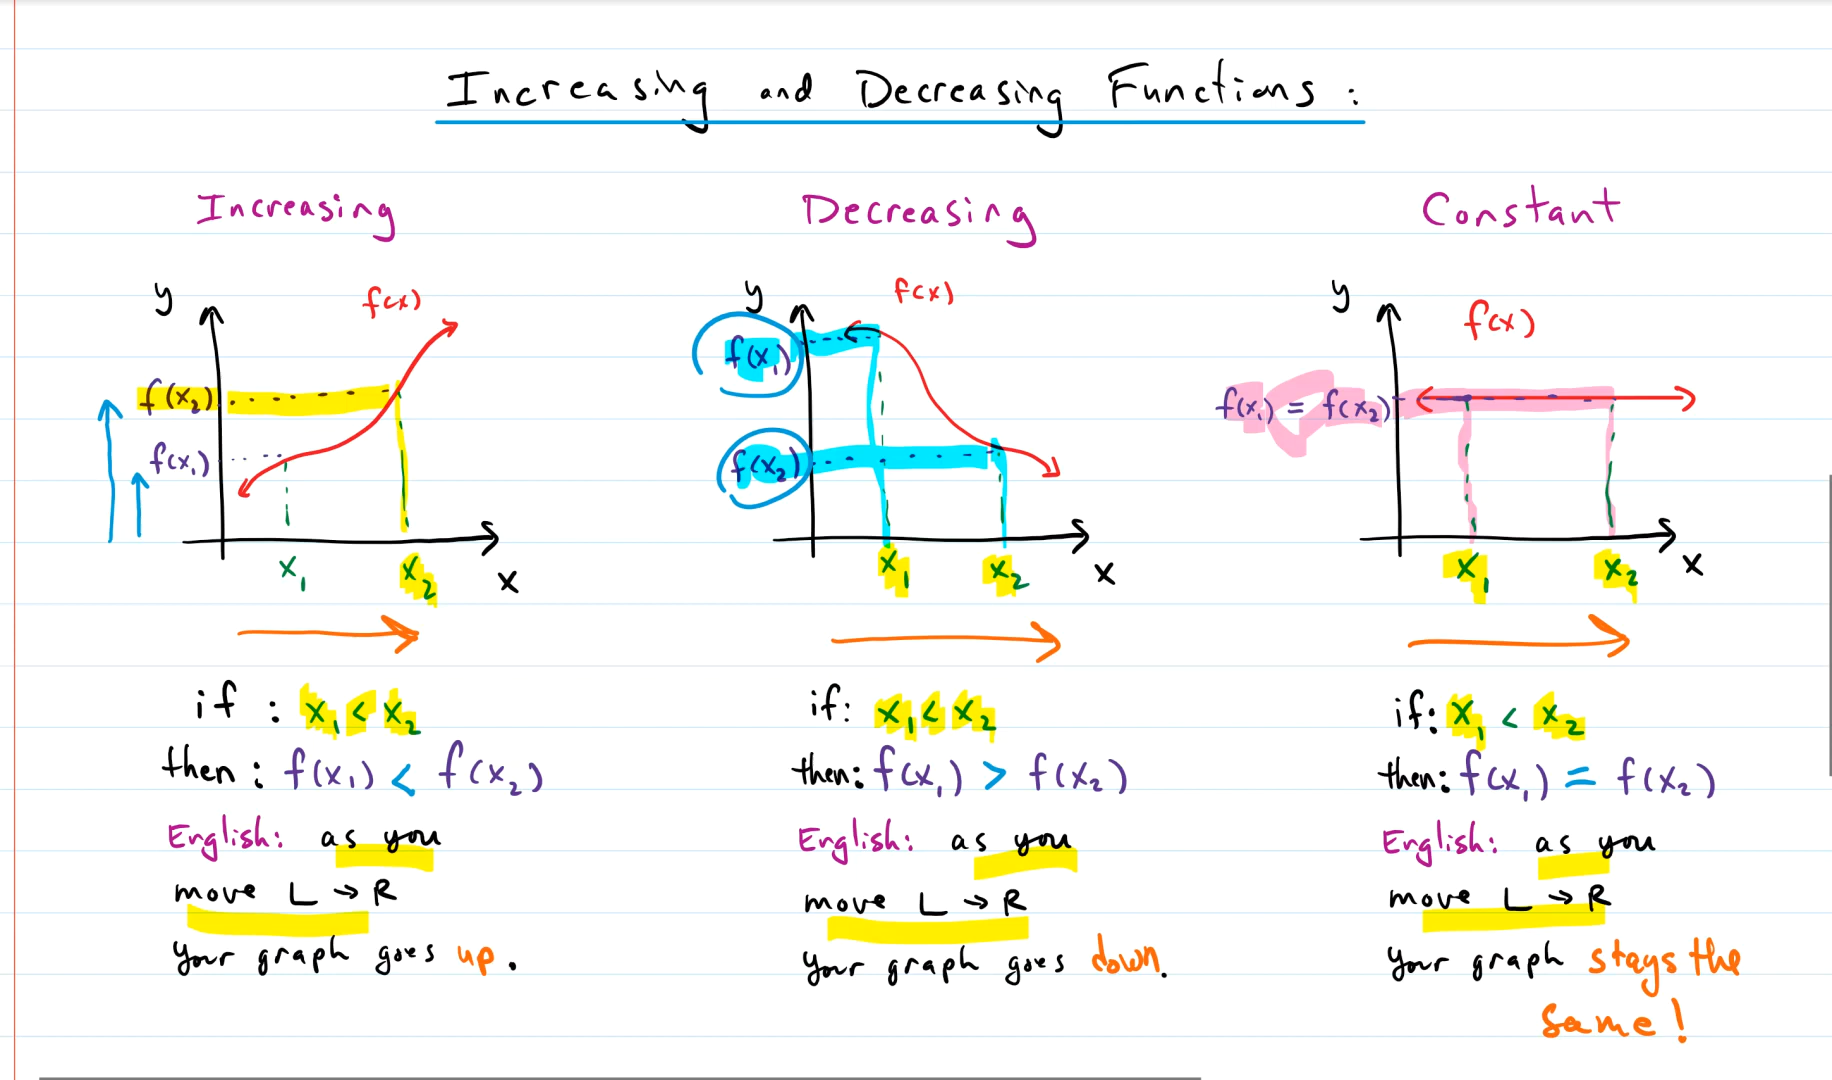 Increasing and Decreasing Functions:
Increasing
y
f(x)
f(x₂)
f(x₁)
x₁
x₂
x
if : x₁ < x₂
then: f(x₁) < f(x₂)
English: as you
move L → R
your graph goes up.
Decreasing
y
f(x)
f(x₁)
f(x₂)
x₁
x₂
x
if: x₁ < x₂
then: f(x₁) > f(x₂)
English: as you
move L → R
your graph goes down.
Constant
y
f(x)
f(x₁) = f(x₂)
x₁
x₂
x
if: x₁ < x₂
then: f(x₁) = f(x₂)
English: as you
move L → R
your graph stays the
same!